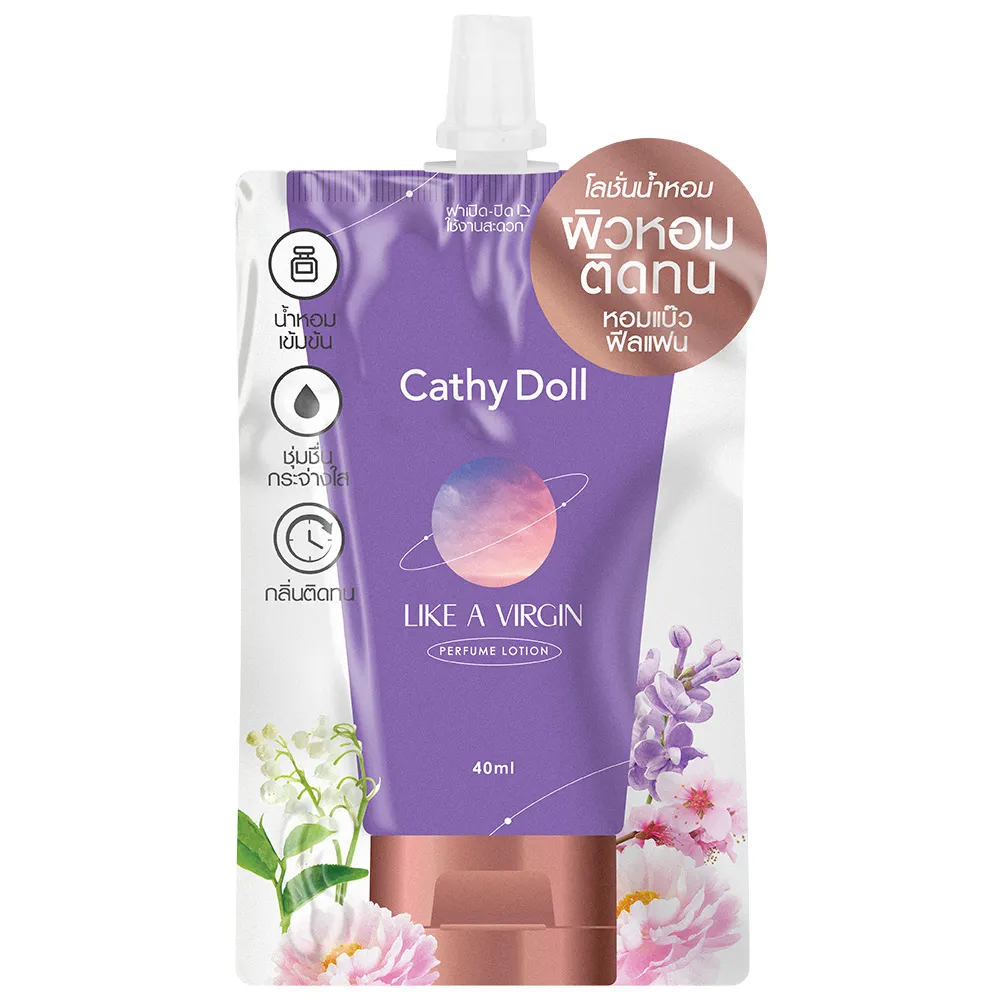 ฝาเปิด-ปิด
ใช้งานสะดวก
โลชั่นน้ำหอม
ผิวหอม
ติดทน
หอมแบ๊ว
ฟีลแฟน
น้ำหอม
เข้มข้น
ชุ่มชื่น
กระจ่างใส
กลิ่นติดทน
Cathy Doll
LIKE A VIRGIN
PERFUME LOTION
40ml